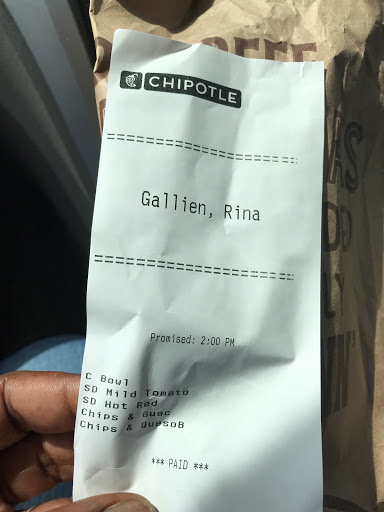 CHIPOTLE
===========================
Gallien, Rina
===========================
Promised: 2:00 PM
C Bowl
SD Mild Tomato
SD Hot Red
Chips & Guac
Chips & QuesoB
*** PAID ***